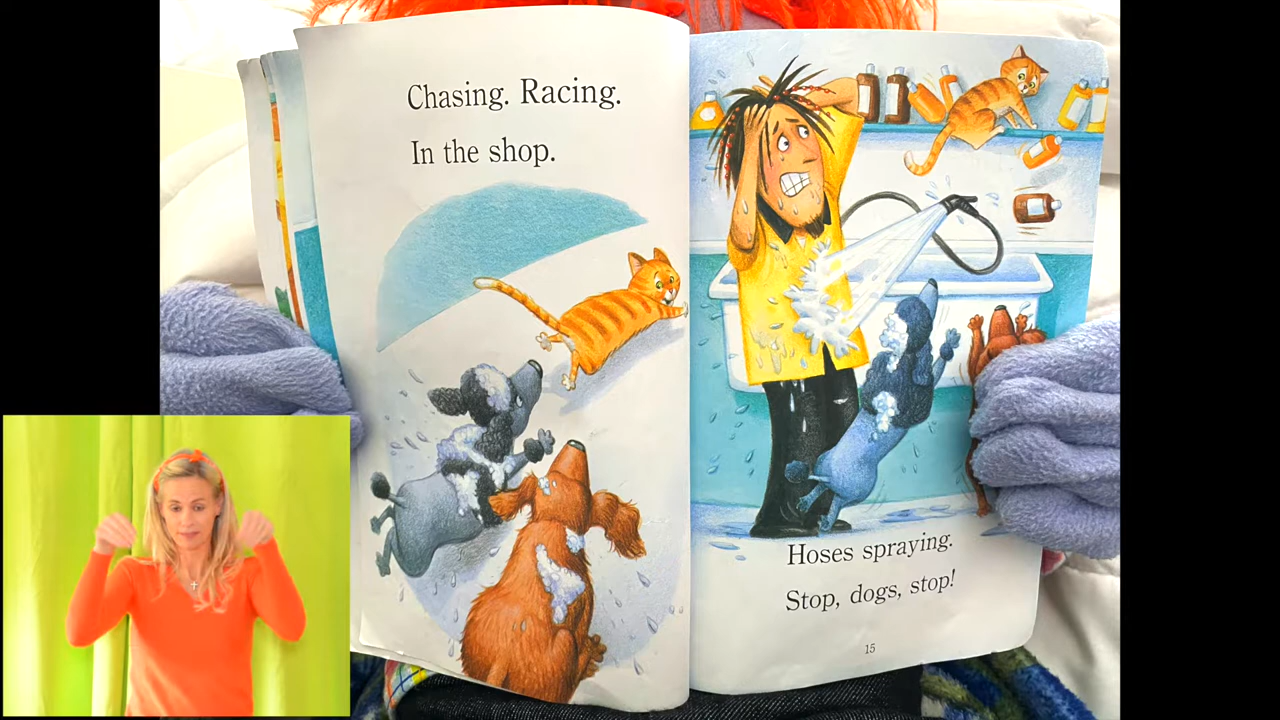 Chasing. Racing.
In the shop.
Hoses spraying.
Stop, dogs, stop!
15